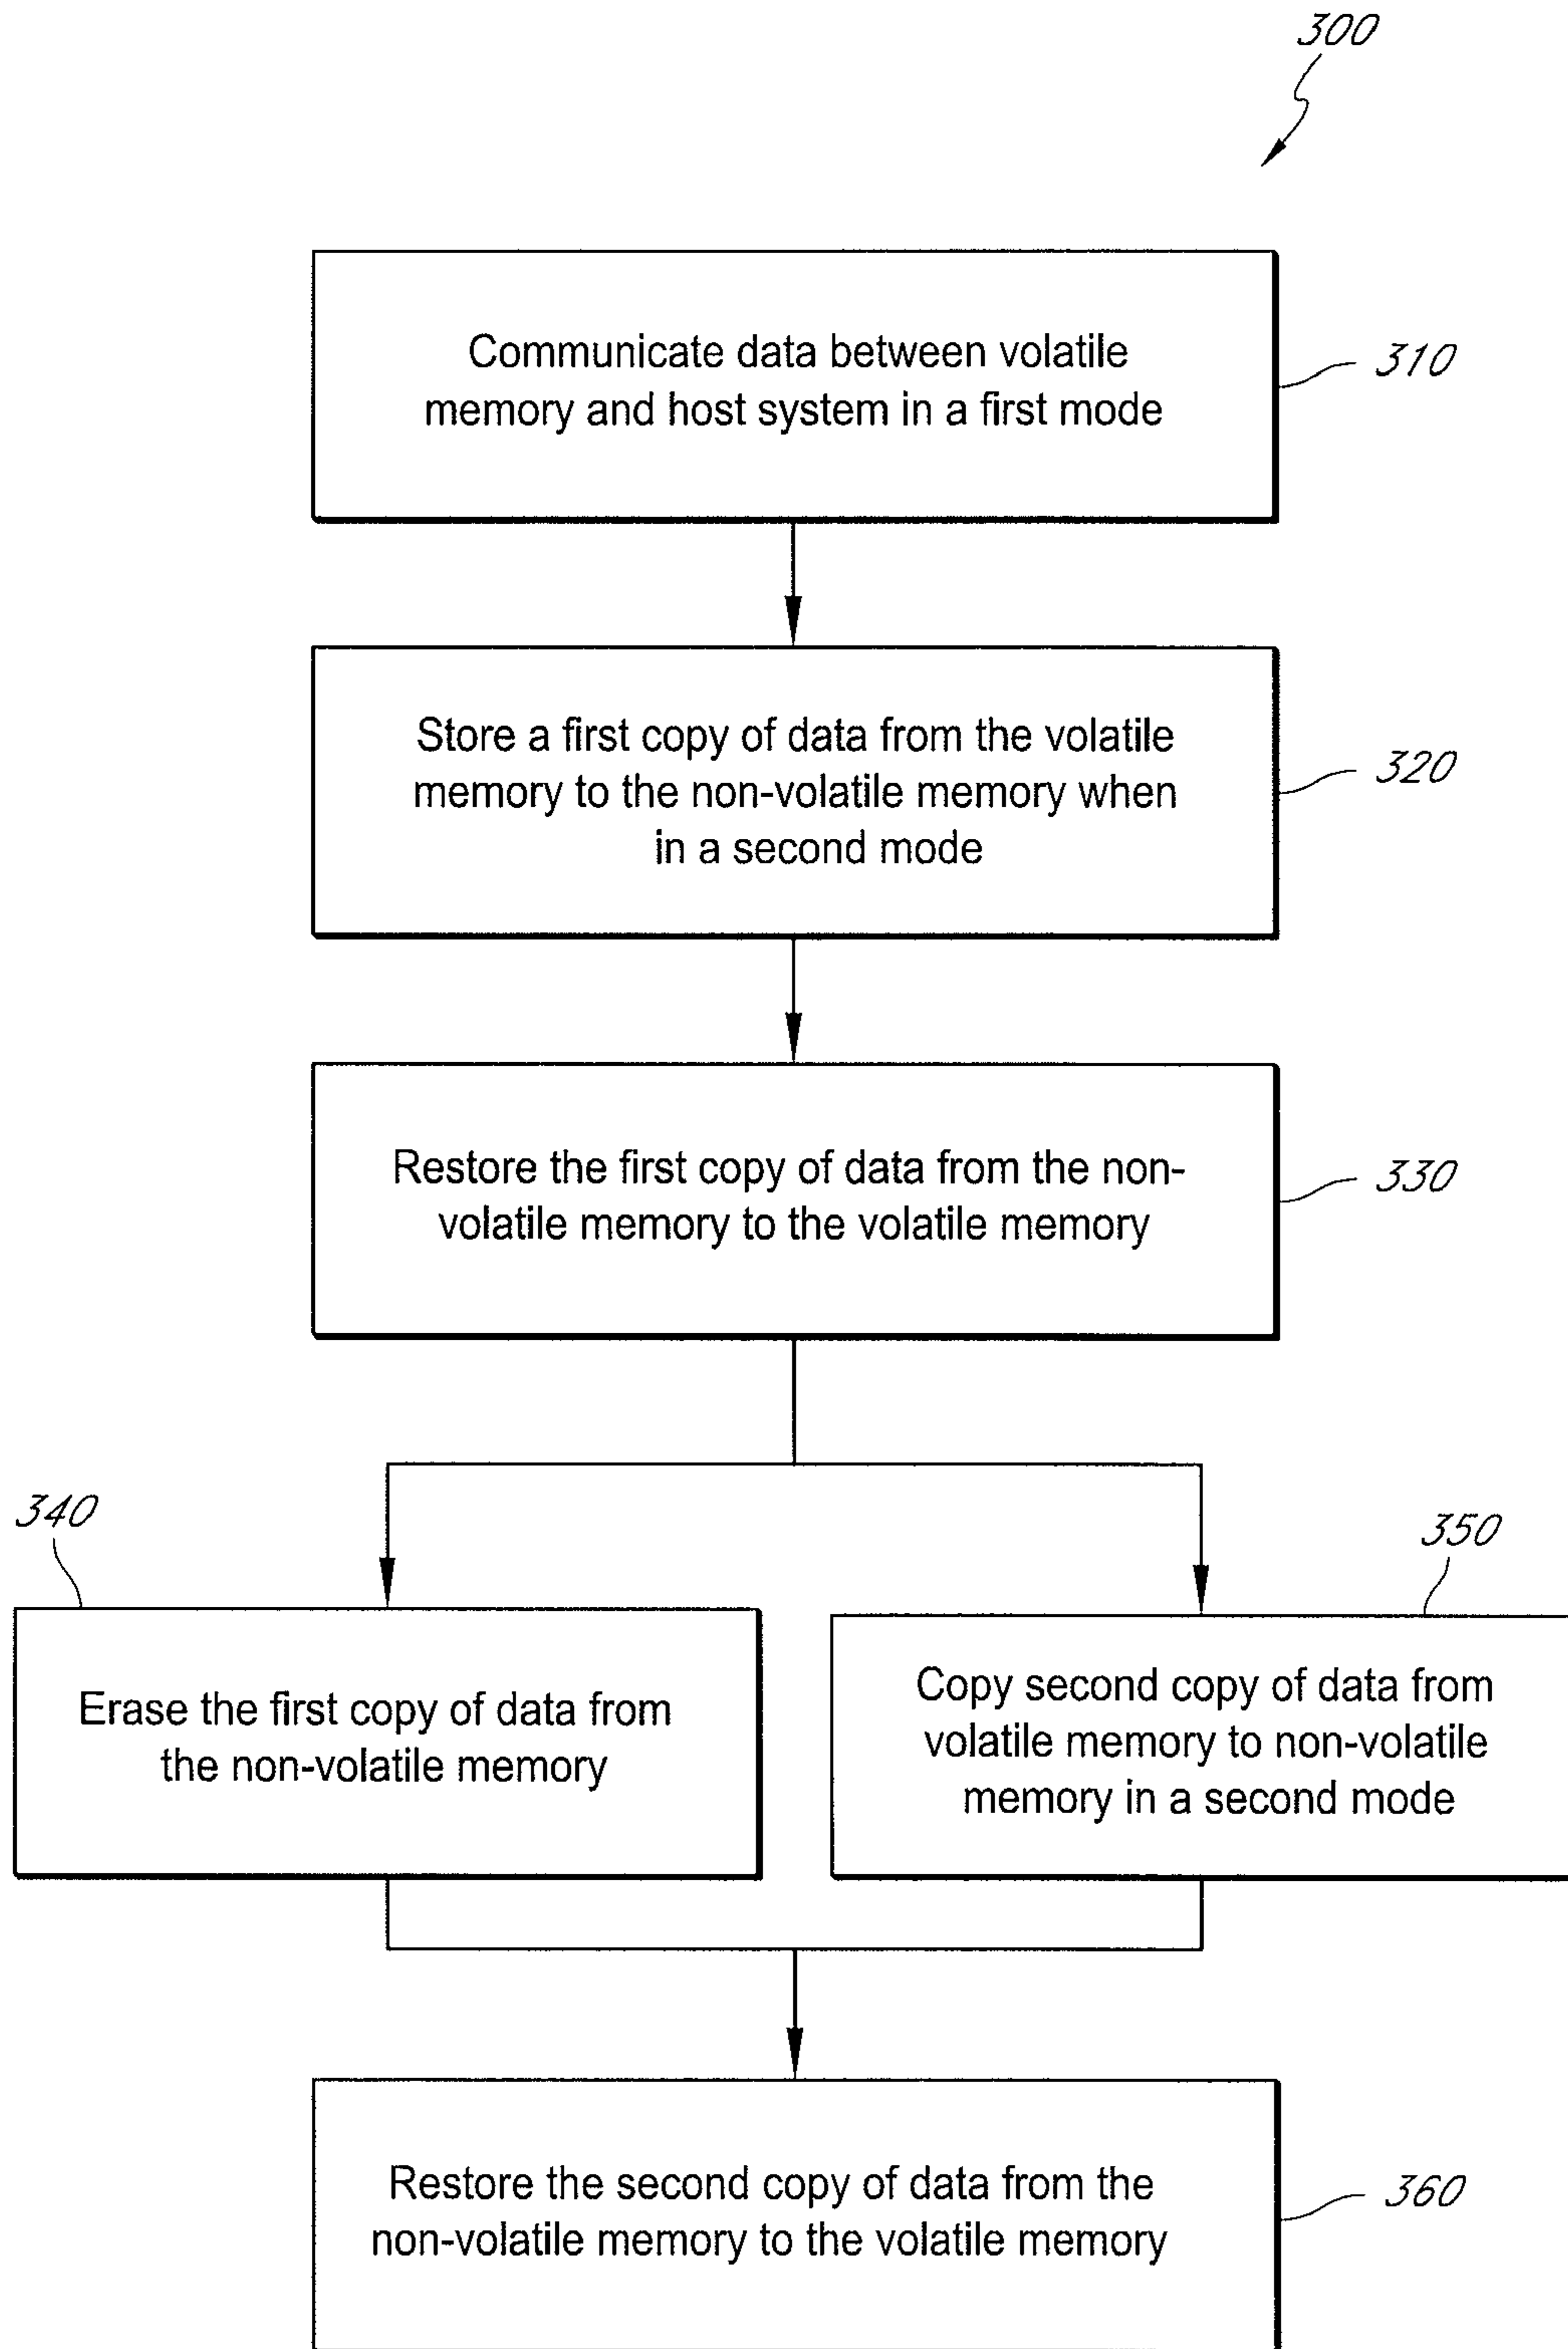 300
Communicate data between volatile
memory and host system in a first mode
310
Store a first copy of data from the volatile
memory to the non-volatile memory when
in a second mode
320
Restore the first copy of data from the non-
volatile memory to the volatile memory
330
340
Erase the first copy of data from
the non-volatile memory
350
Copy second copy of data from
volatile memory to non-volatile
memory in a second mode
Restore the second copy of data from the
non-volatile memory to the volatile memory
360